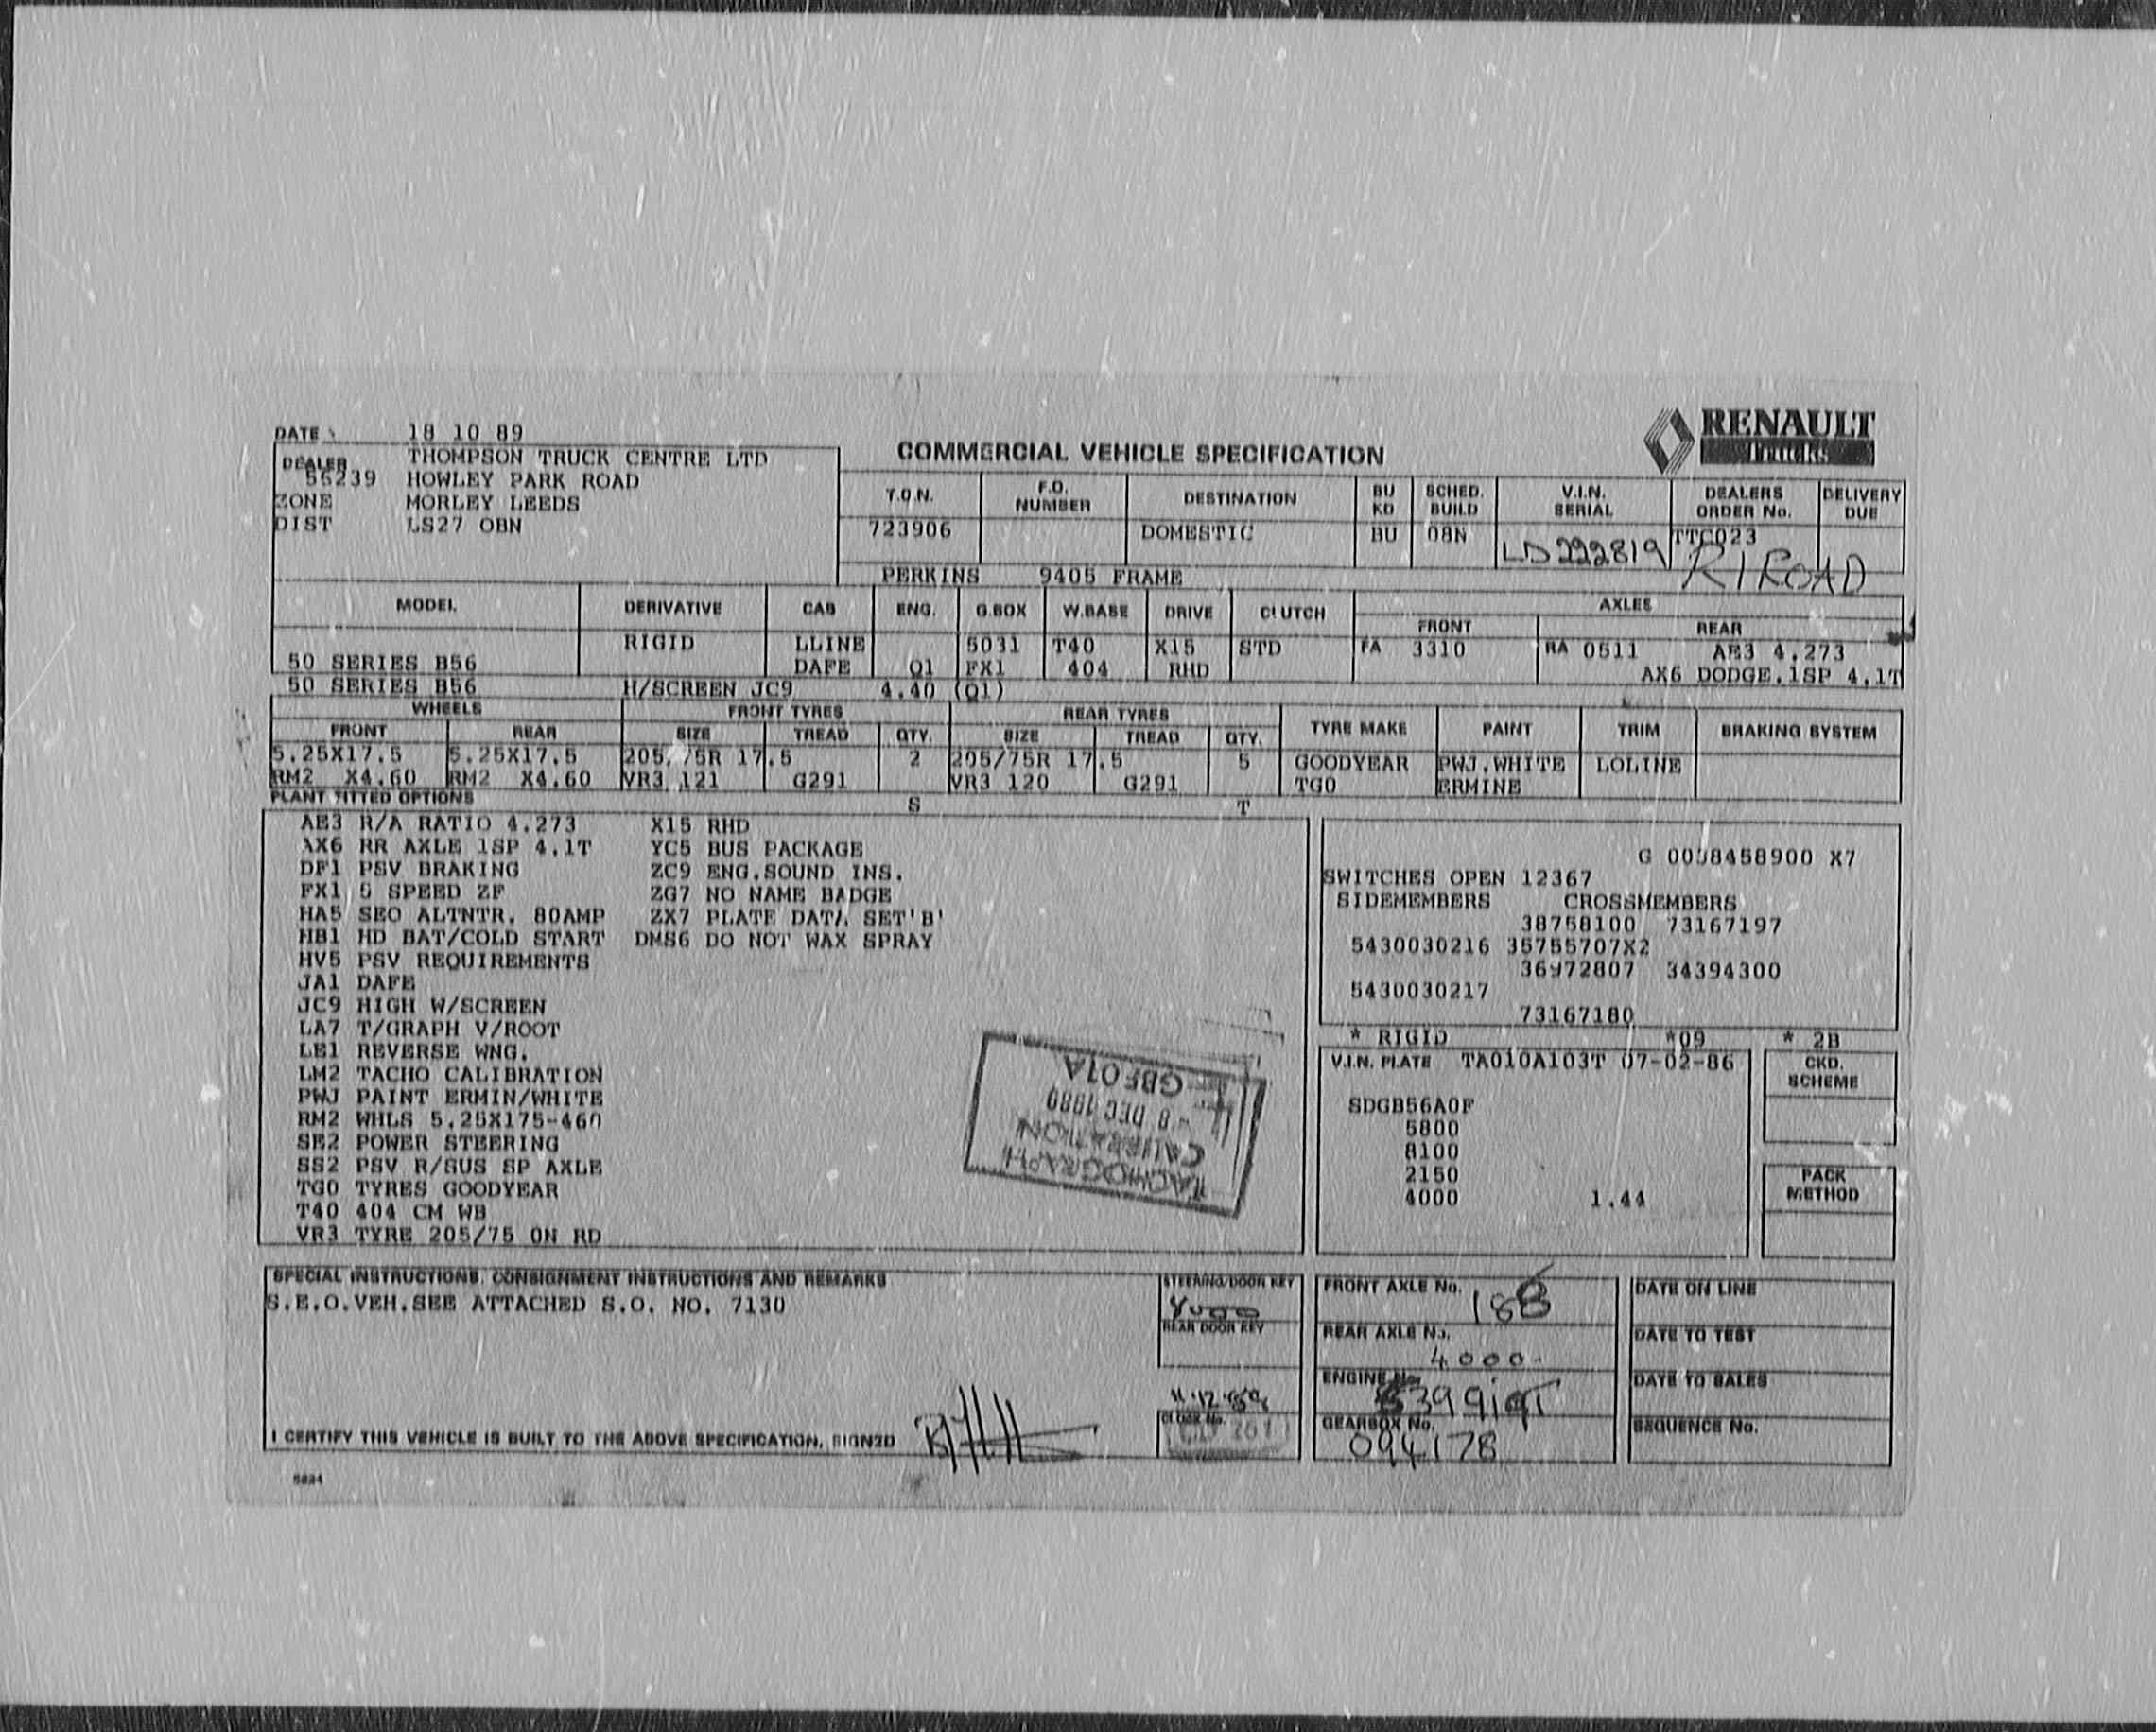 DATE 18 10 89
DEALER THOMPSON TRUCK CENTRE LTD
55239 HOWLEY PARK ROAD
ZONE MORLEY LEEDS
DIST LS27 OBN
COMMERCIAL VEHICLE SPECIFICATION
RENAULT
TRUCKS
T.O.N. F.O. NUMBER DESTINATION BU KD SCHED. BUILD V.I.N. SERIAL DEALERS ORDER No. DELIVERY DUE
723906 DOMESTIC BU 08N LD222819 TTC023
RIROAD
PERKINS 9405 FRAME
MODEL DERIVATIVE CAB ENG. G.BOX W.BASE DRIVE CLUTCH AXLES
FRONT REAR
RIGID LLINE 5031 T40 X15 STD FA 3310 RA 0511 AE3 4.273
50 SERIES B56 DAFE Q1 FX1 404 RHD AX6 DODGE.1SP 4.1T
50 SERIES B56 H/SCREEN JC9 4.40 (Q1)
WHEELS FRONT TYRES REAR TYRES TYRE MAKE PAINT TRIM BRAKING SYSTEM
FRONT REAR SIZE TREAD QTY. SIZE TREAD QTY.
5.25X17.5 5.25X17.5 205/75R 17.5 2 205/75R 17.5 5 GOODYEAR PWJ.WHITE LOLINE
RM2 X4.60 RM2 X4.60 VR3 121 G291 VR3 120 G291 TGO ERMINE
PLANT FITTED OPTIONS S T
AE3 R/A RATIO 4.273 X15 RHD
AX6 RR AXLE 1SP 4.1T YC5 BUS PACKAGE
DF1 PSV BRAKING ZC9 ENG.SOUND INS.
FX1 5 SPEED ZF ZG7 NO NAME BADGE
HA5 SEO ALTNTR. 80AMP ZX7 PLATE DATA SET'B'
HB1 HD BAT/COLD START DMS6 DO NOT WAX SPRAY
HV5 PSV REQUIREMENTS
JA1 DAFE
JC9 HIGH W/SCREEN
LA7 T/GRAPH V/ROOT
LE1 REVERSE WNG.
LM2 TACHO CALIBRATION
PWJ PAINT ERMIN/WHITE
RM2 WHLS 5.25X175-460
SE2 POWER STEERING
SS2 PSV R/SUS SP AXLE
TGO TYRES GOODYEAR
T40 404 CM WB
VR3 TYRE 205/75 ON RD
TACHOGRAPH
CALIBRATION
- 8 DEC 1989
GBF01A
G 0038458900 X7
SWITCHES OPEN 12367
SIDEMEMBERS CROSSMEMBERS
38758100 73167197
5430030216 35755707X2
36972807 34394300
5430030217
73167180
* RIGID *09 * 2B
V.I.N. PLATE TA010A103T 07-02-86
SDGB56A0F
5800
8100
2150
4000 1.44
CKD. SCHEME
PACK METHOD
SPECIAL INSTRUCTIONS, CONSIGNMENT INSTRUCTIONS AND REMARKS
S.E.O.VEH.SEE ATTACHED S.O. NO. 7130
I CERTIFY THIS VEHICLE IS BUILT TO THE ABOVE SPECIFICATION, SIGNED
STEERING/DOOR KEY
REAR DOOR KEY
11.12.89
CLOCK No.
FRONT AXLE No. 188
REAR AXLE No. 4000
ENGINE No.
GEARBOX No. 094178
DATE ON LINE
DATE TO TEST
DATE TO SALES
SEQUENCE No.